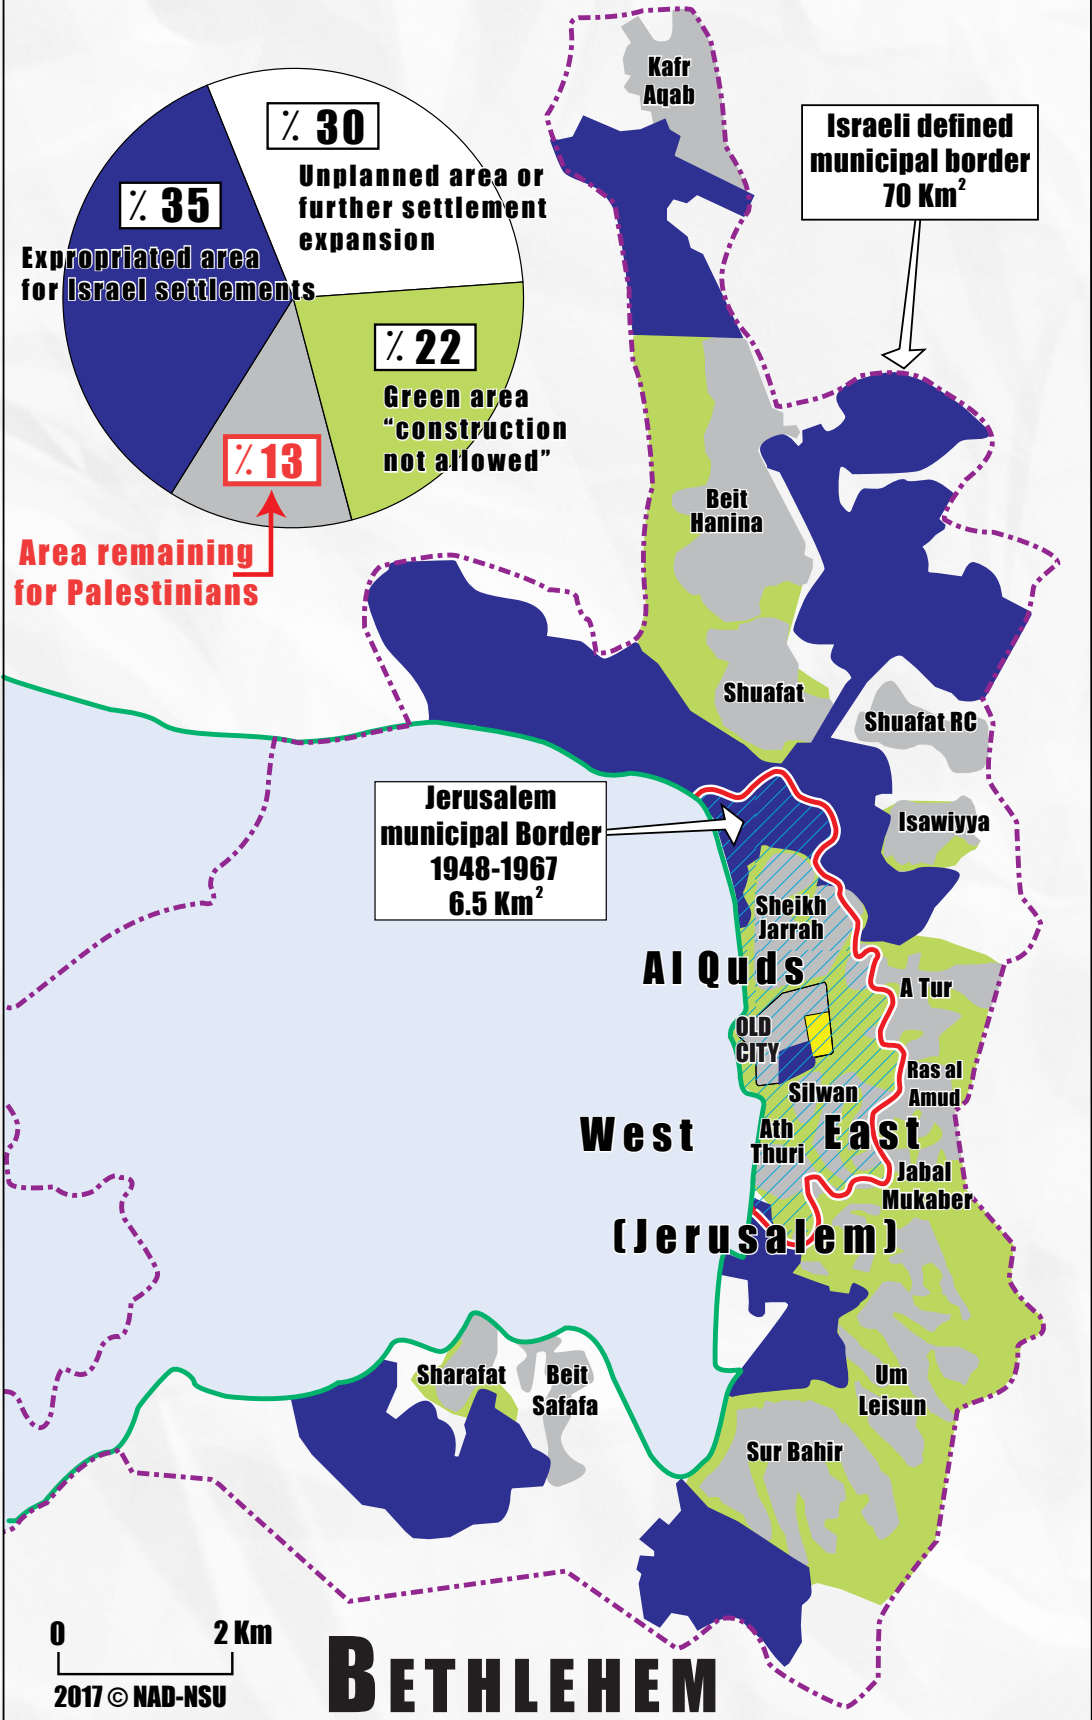 ٪ 30
Unplanned area or
further settlement
expansion
٪ 35
Expropriated area
for Israel settlements
٪ 22
Green area
“construction
not allowed”
٪ 13
Area remaining
for Palestinians
Kafr
Aqab
Israeli defined
municipal border
70 Km²
Beit
Hanina
Shuafat
Shuafat RC
Isawiyya
Jerusalem
municipal Border
1948-1967
6.5 Km²
Sheikh
Jarrah
Al Quds
A Tur
OLD
CITY
Ras al
Amud
Silwan
West
Ath
Thuri
East
Jabal
Mukaber
(Jerusalem)
Sharafat
Beit
Safafa
Um
Leisun
Sur Bahir
0 2 Km
2017 © NAD-NSU
BETHLEHEM